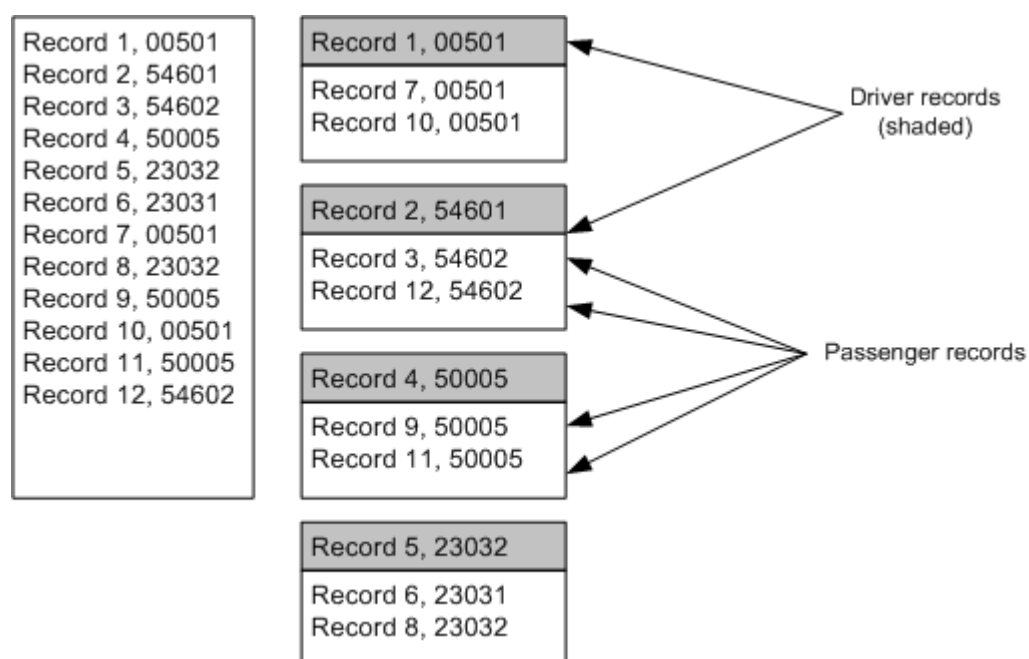 Record 1, 00501
Record 2, 54601
Record 3, 54602
Record 4, 50005
Record 5, 23032
Record 6, 23031
Record 7, 00501
Record 8, 23032
Record 9, 50005
Record 10, 00501
Record 11, 50005
Record 12, 54602
Record 1, 00501
Record 7, 00501
Record 10, 00501
Record 2, 54601
Record 3, 54602
Record 12, 54602
Record 4, 50005
Record 9, 50005
Record 11, 50005
Record 5, 23032
Record 6, 23031
Record 8, 23032
Driver records
(shaded)
Passenger records